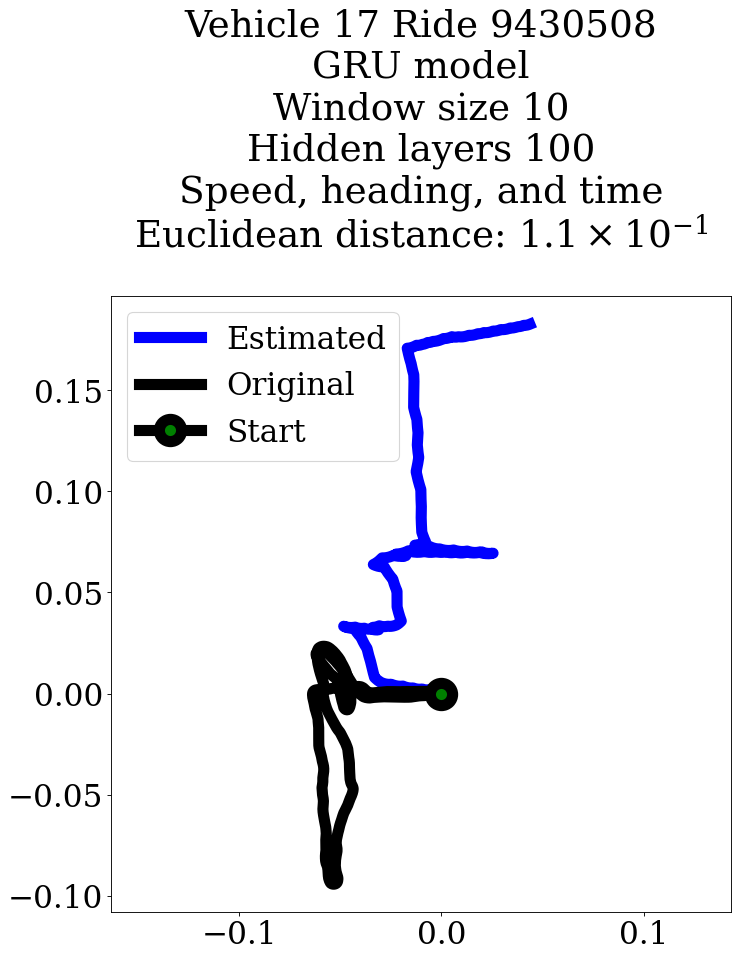 Vehicle 17 Ride 9430508
GRU model
Window size 10
Hidden layers 100
Speed, heading, and time
Euclidean distance: 1.1 × 10⁻¹
Estimated
Original
Start
0.15
0.10
0.05
0.00
−0.05
−0.10
−0.1 0.0 0.1